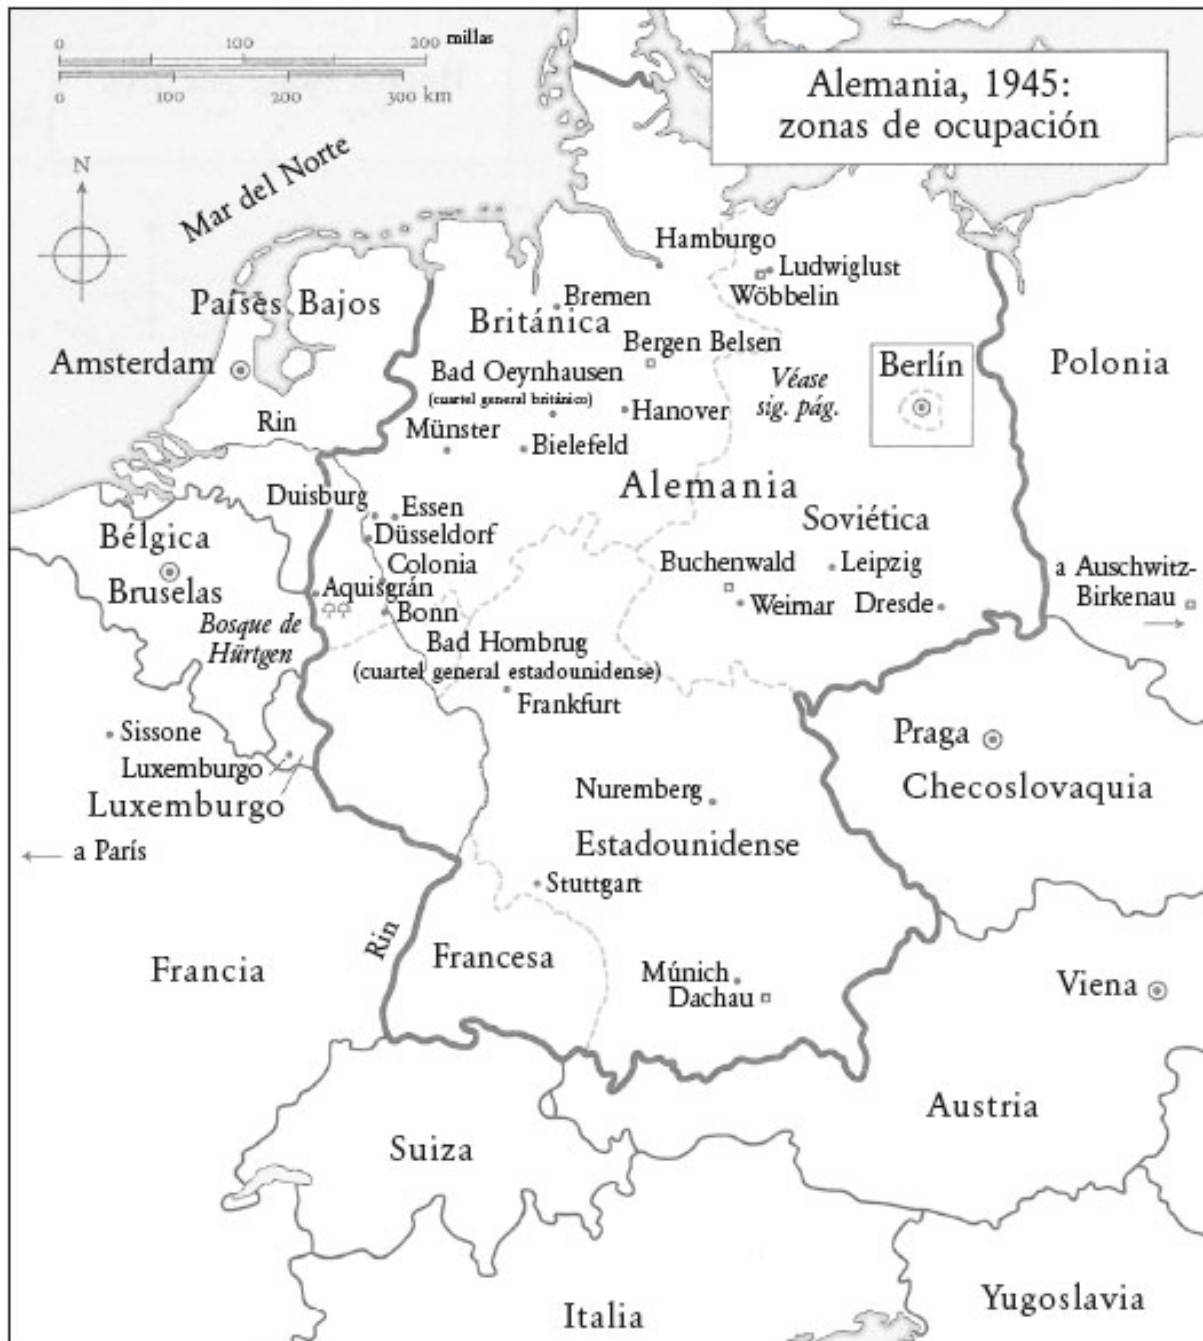 0 100 200 millas
0 100 200 300 km
Alemania, 1945:
zonas de ocupación
N
Mar del Norte
Hamburgo
Ludwiglust
Wöbbelin
Países Bajos
Bremen
Británica
Bergen Belsen
Amsterdam
Bad Oeynhausen
(cuartel general británico)
Véase
sig. pág.
Berlín
Polonia
Hanover
Rin
Münster
Bielefeld
Alemania
Duisburg
Essen
Düsseldorf
Soviética
Bélgica
Colonia
Buchenwald
Leipzig
a Auschwitz-
Birkenau
Bruselas
Aquisgrán
Bonn
Weimar
Dresde
Bosque de
Hürtgen
Bad Hombrug
(cuartel general estadounidense)
Frankfurt
Sissone
Praga
Luxemburgo
Luxemburgo
Nuremberg
Checoslovaquia
Estadounidense
a París
Stuttgart
Rin
Francesa
Francia
Múnich
Dachau
Viena
Austria
Suiza
Italia
Yugoslavia